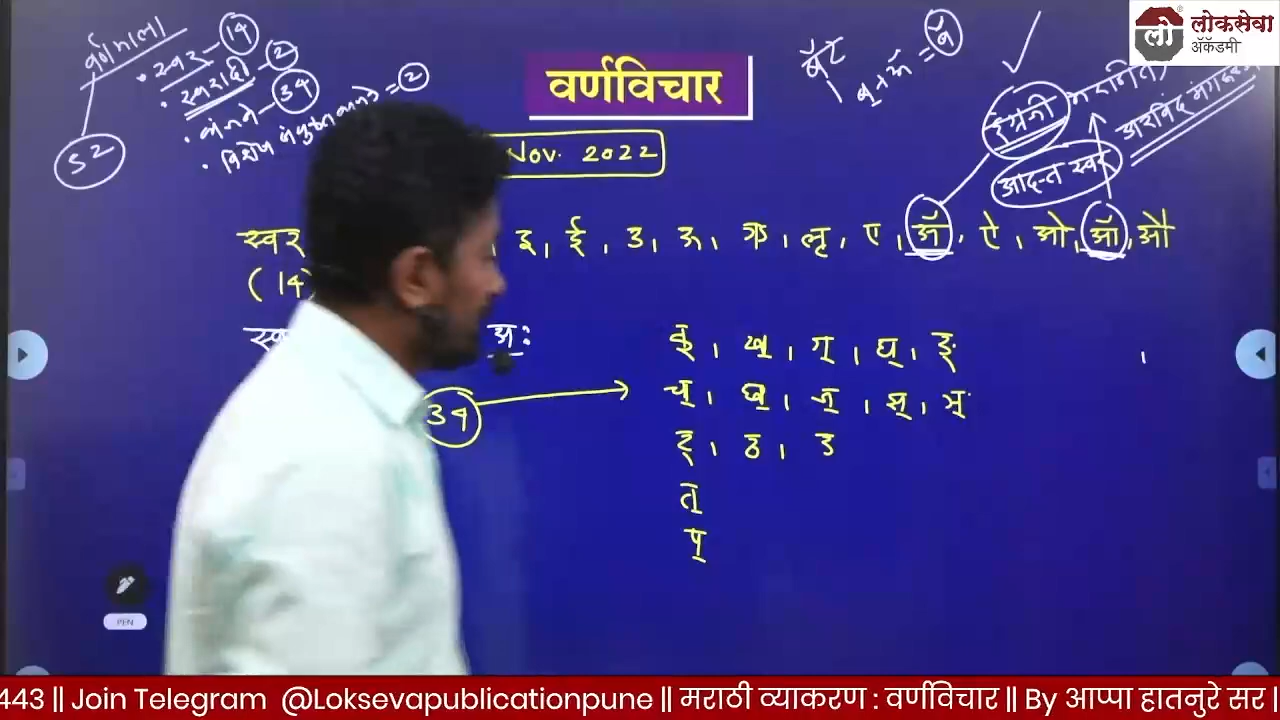 वर्णमाला
• स्वर - 14
• स्वरादी - 2
• व्यंजने - 34
• विशेष संयुक्त व्यंजने = 2
52
वर्णविचार
Nov. 2022
बॅट
ब् + ॲ = बॅ
इंग्रजी
आदत्त स्वर
अरविंद मंगरूळकर
लोकसेवा
ॲकॅडमी
स्वर , इ, ई, उ, ऊ, ऋ, लृ, ए, ॲ, ऐ, ओ, ऑ, औ
(14)
अः
क्, ख्, ग्, घ्, ङ्
34
च्, छ्, ज्, झ्, ञ्
ट्, ठ, ड
त्
प्
PEN
443 || Join Telegram @Loksevapublicationpune || मराठी व्याकरण : वर्णविचार || By आप्पा हातनुरे सर |